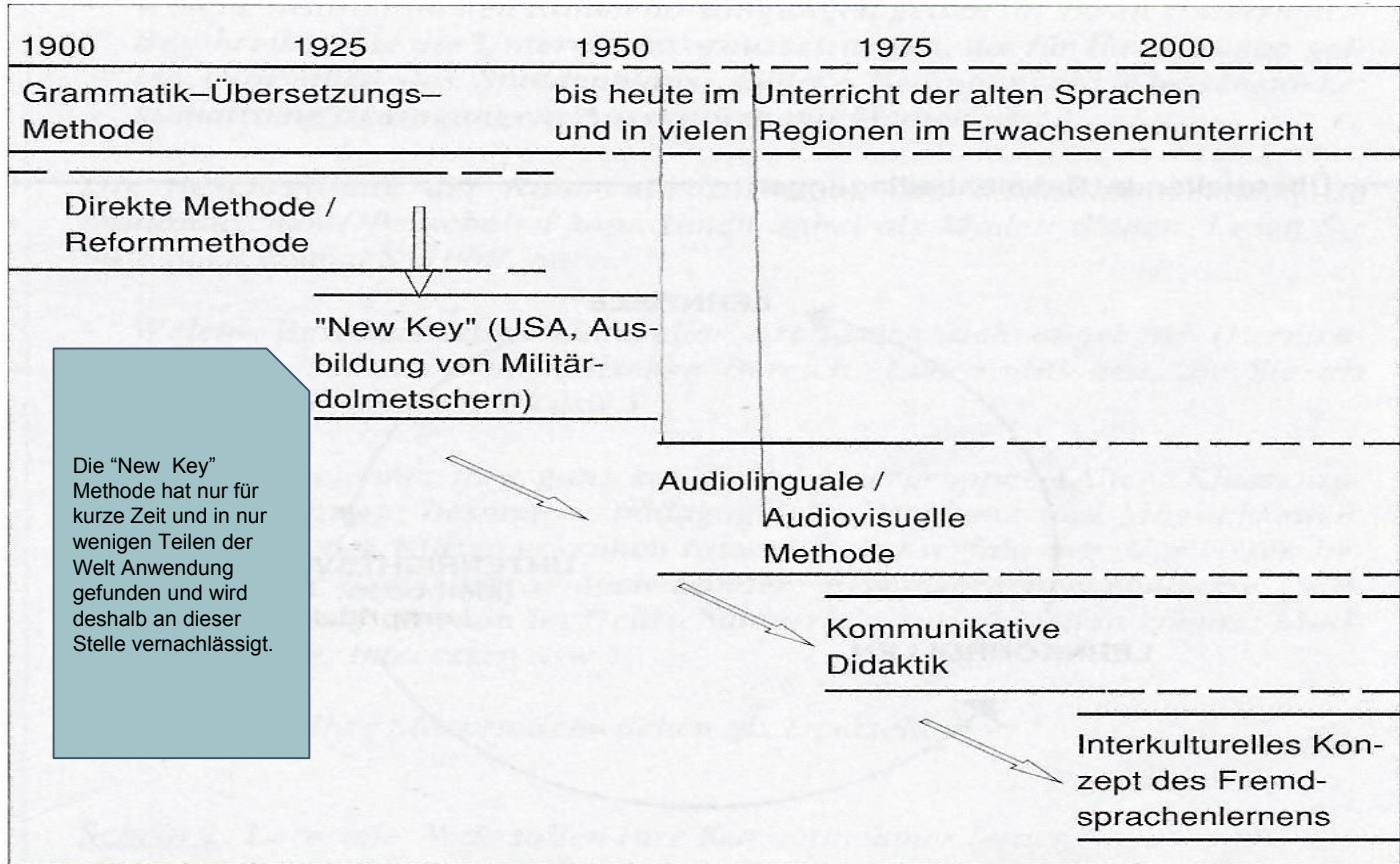 1900 1925 1950 1975 2000
Grammatik–Übersetzungs–
Methode
bis heute im Unterricht der alten Sprachen
und in vielen Regionen im Erwachsenenunterricht
Direkte Methode /
Reformmethode
"New Key" (USA, Aus-
bildung von Militär-
dolmetschern)
Die “New Key”
Methode hat nur für
kurze Zeit und in nur
wenigen Teilen der
Welt Anwendung
gefunden und wird
deshalb an dieser
Stelle vernachlässigt.
Audiolinguale /
Audiovisuelle
Methode
Kommunikative
Didaktik
Interkulturelles Kon-
zept des Fremd-
sprachenlernens